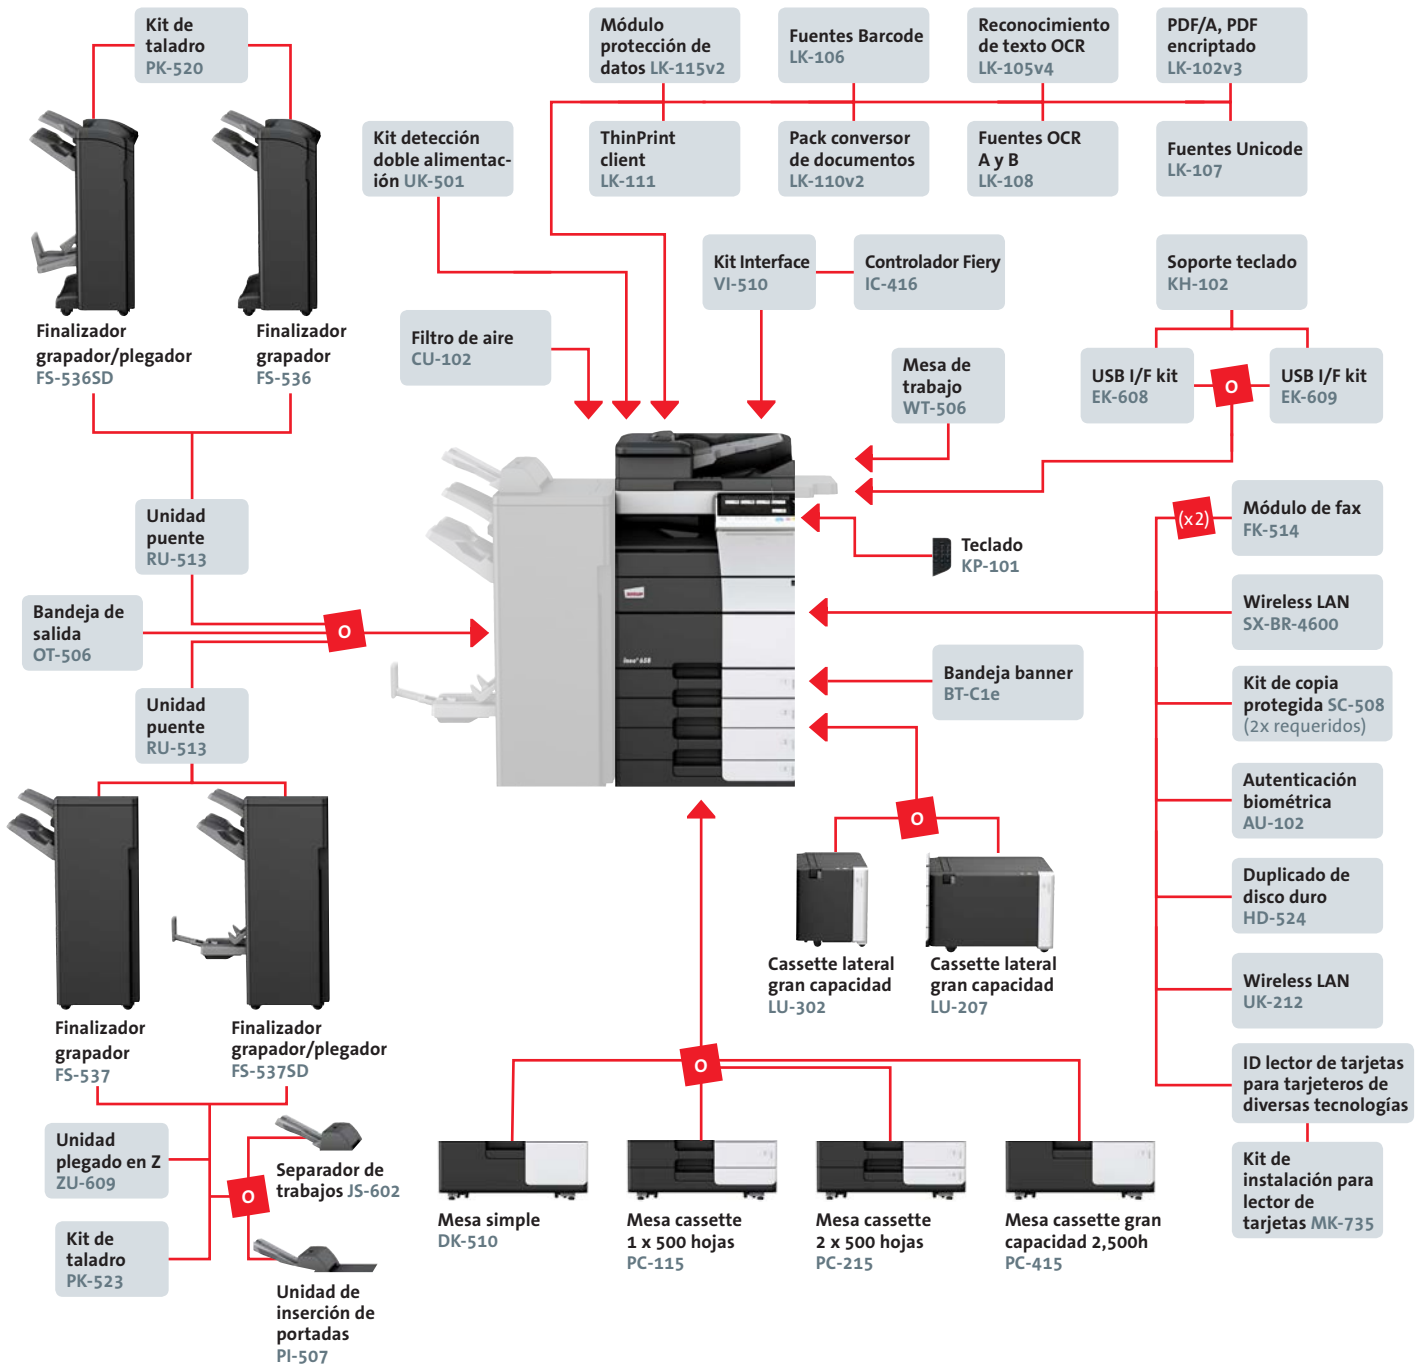 Kit de
taladro
PK-520
Módulo
protección de
datos LK-115v2
Fuentes Barcode
LK-106
Reconocimiento
de texto OCR
LK-105v4
PDF/A, PDF
encriptado
LK-102v3
Kit detección
doble alimentac-
ión UK-501
ThinPrint
client
LK-111
Pack conversor
de documentos
LK-110v2
Fuentes OCR
A y B
LK-108
Fuentes Unicode
LK-107
Kit Interface
VI-510
Controlador Fiery
IC-416
Soporte teclado
KH-102
Finalizador
grapador/plegador
FS-536SD
Finalizador
grapador
FS-536
Filtro de aire
CU-102
Mesa de
trabajo
WT-506
USB I/F kit
EK-608
O
USB I/F kit
EK-609
Unidad
puente
RU-513
(x2)
Módulo de fax
FK-514
Teclado
KP-101
Bandeja de
salida
OT-506
O
Wireless LAN
SX-BR-4600
ineo+ 658
Bandeja banner
BT-C1e
Kit de copia
protegida SC-508
(2x requeridos)
Unidad
puente
RU-513
Autenticación
biométrica
AU-102
O
Duplicado de
disco duro
HD-524
Cassette lateral
gran capacidad
LU-302
Cassette lateral
gran capacidad
LU-207
Wireless LAN
UK-212
Finalizador
grapador
FS-537
Finalizador
grapador/plegador
FS-537SD
O
ID lector de tarjetas
para tarjeteros de
diversas tecnologías
Unidad
plegado en Z
ZU-609
Separador de
trabajos JS-602
O
Kit de
instalación para
lector de
tarjetas MK-735
Kit de
taladro
PK-523
Unidad de
inserción de
portadas
PI-507
Mesa simple
DK-510
Mesa cassette
1 x 500 hojas
PC-115
Mesa cassette
2 x 500 hojas
PC-215
Mesa cassette gran
capacidad 2,500h
PC-415